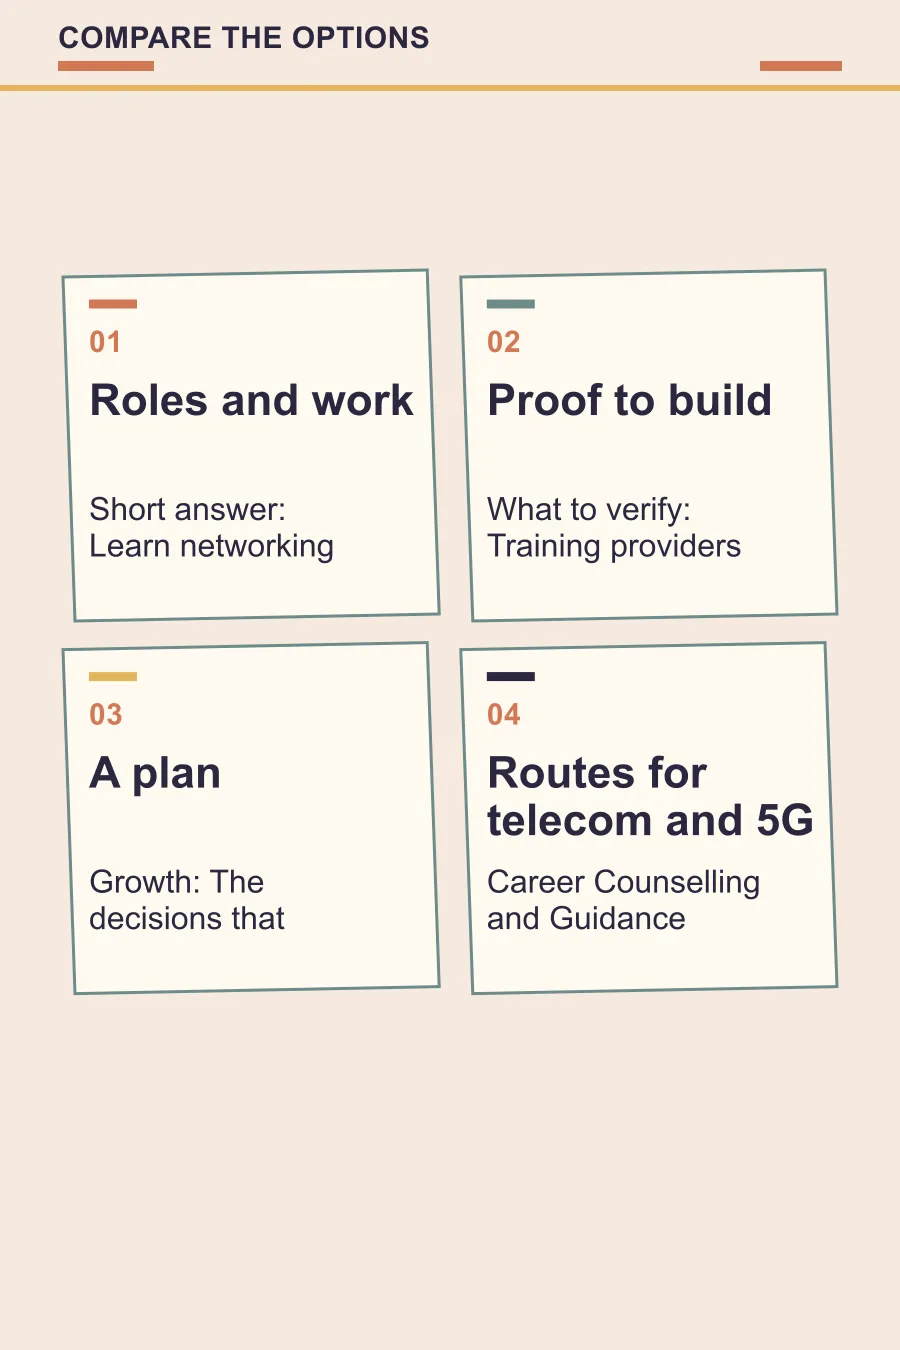 COMPARE THE OPTIONS
01
Roles and work
Short answer:
Learn networking
02
Proof to build
What to verify:
Training providers
03
A plan
Growth: The
decisions that
04
Routes for
telecom and 5G
Career Counselling
and Guidance